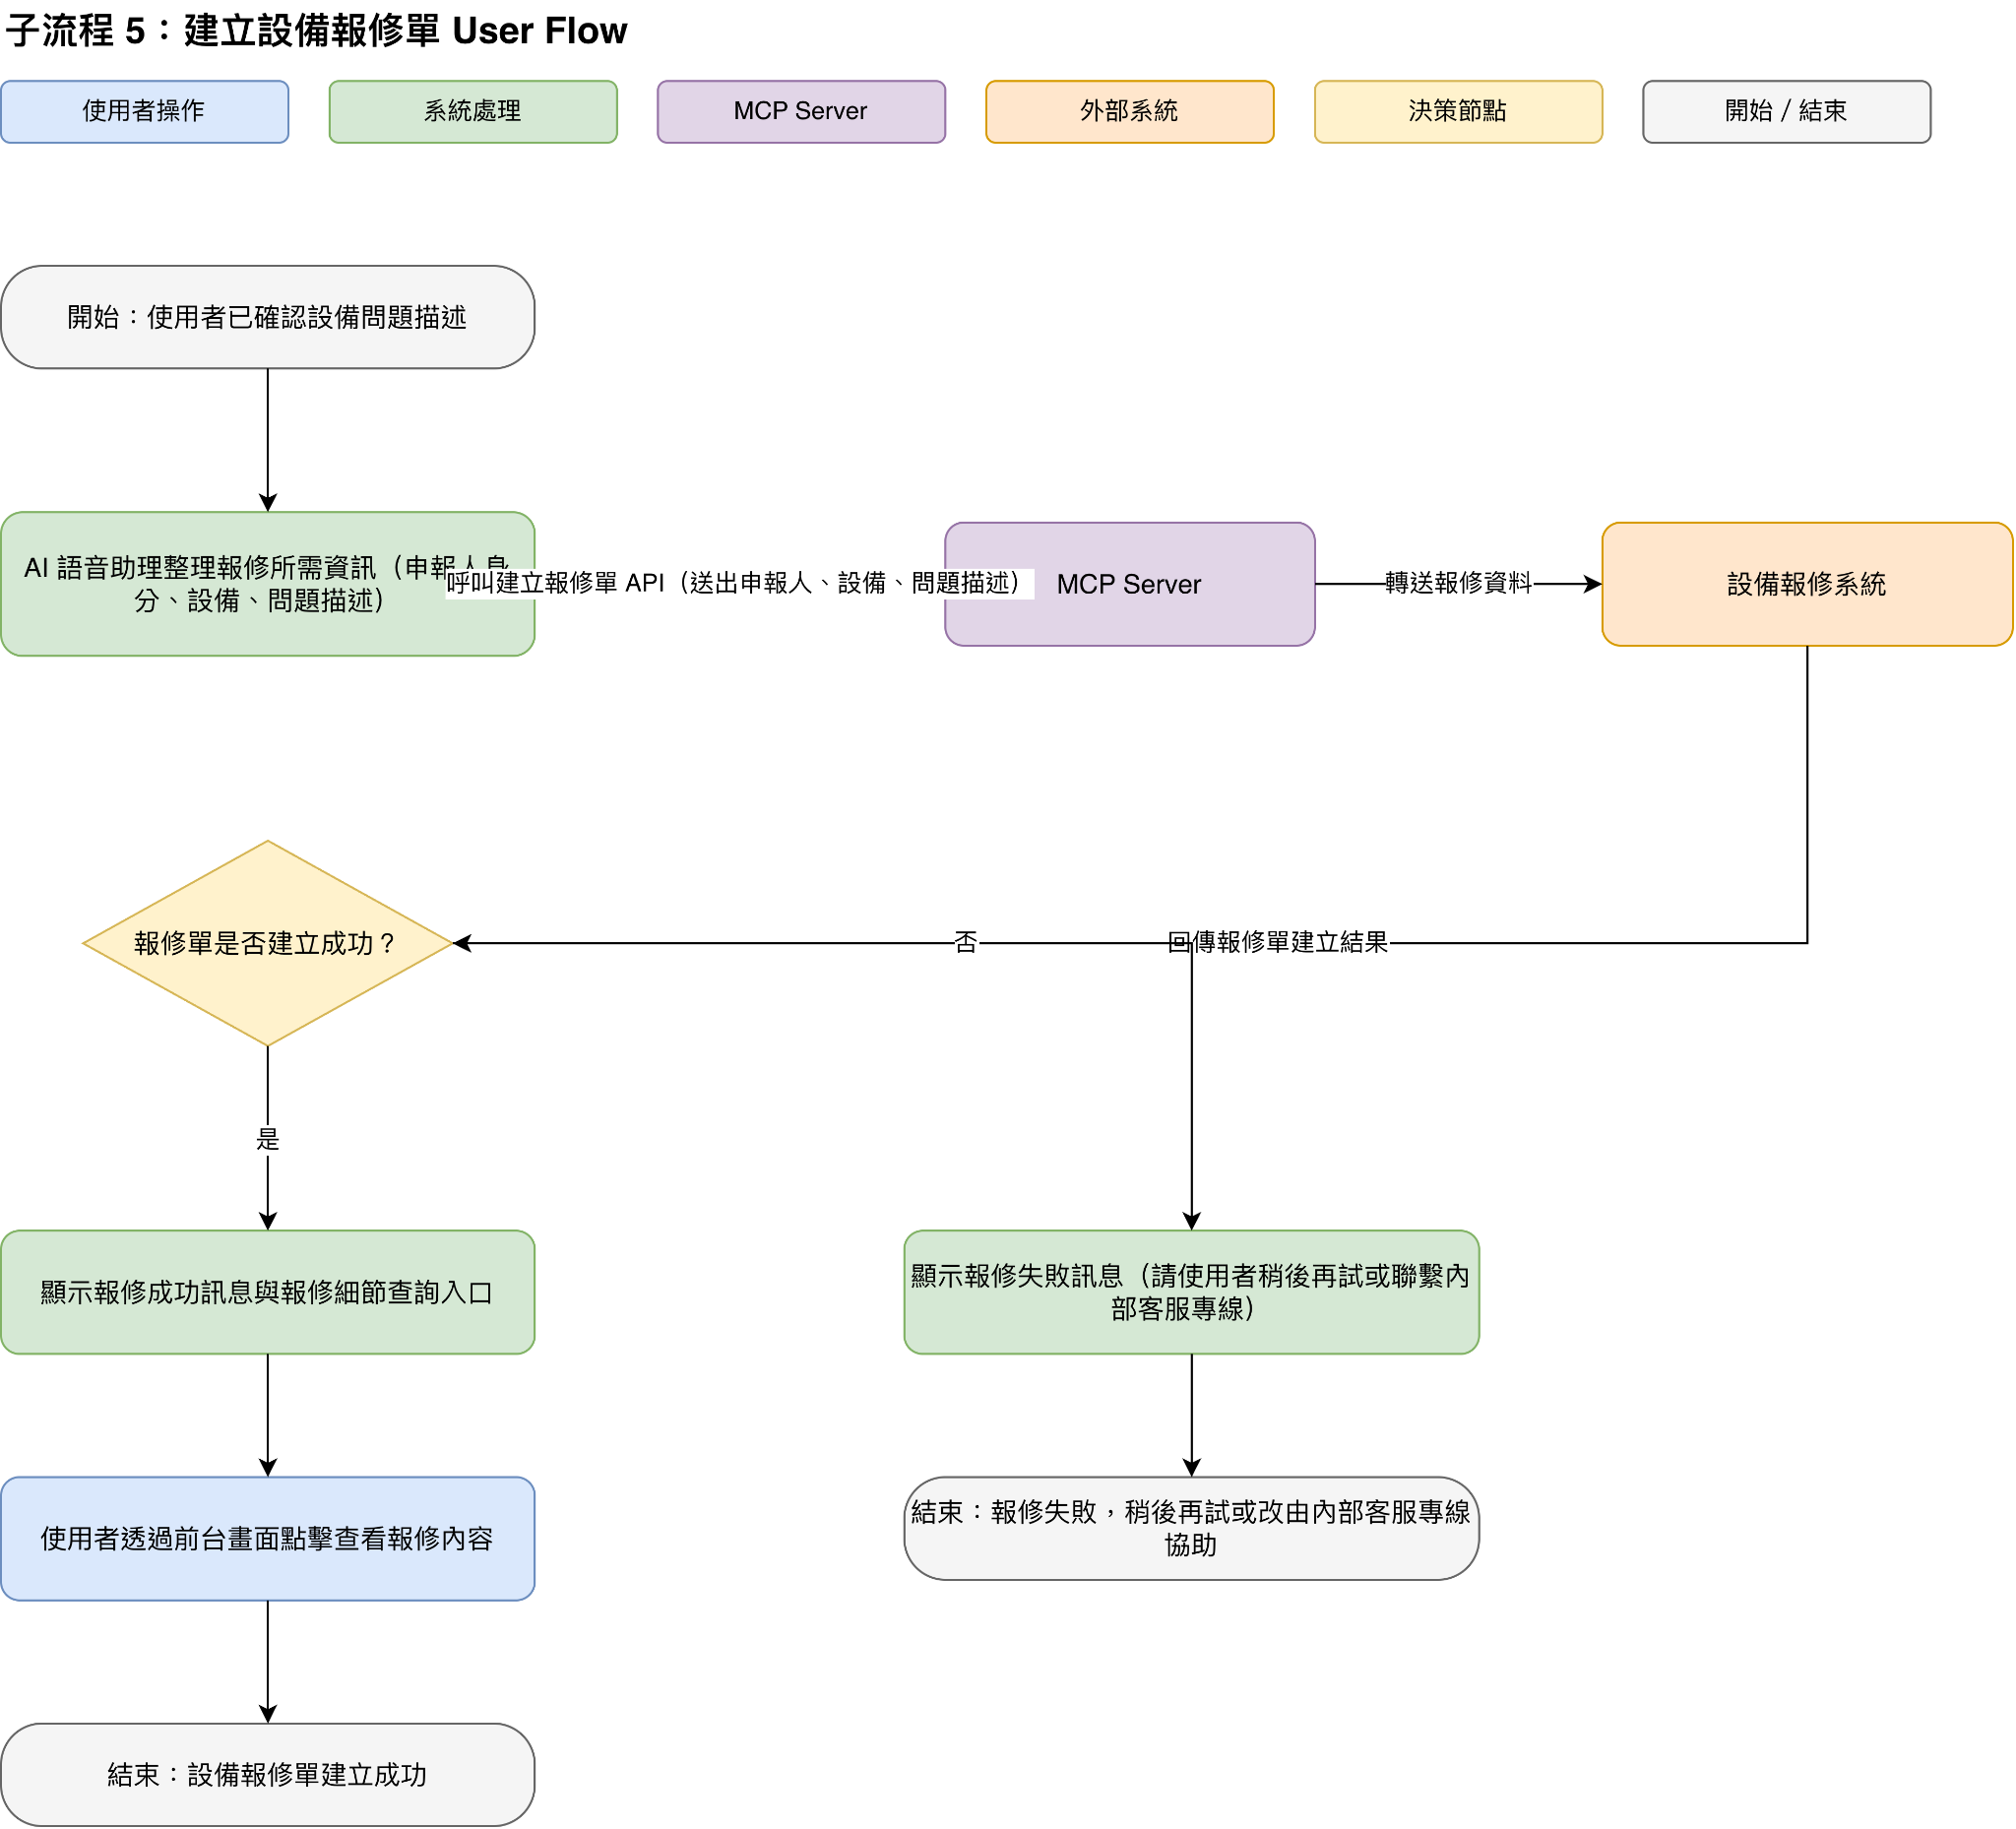 子流程 5：建立設備報修單 User Flow
使用者操作
系統處理
MCP Server
外部系統
決策節點
開始 / 結束
開始：使用者已確認設備問題描述
AI 語音助理整理報修所需資訊（申報人身
分、設備、問題描述）
呼叫建立報修單 API（送出申報人、設備、問題描述）
MCP Server
轉送報修資料
設備報修系統
報修單是否建立成功？
否
回傳報修單建立結果
是
顯示報修成功訊息與報修細節查詢入口
顯示報修失敗訊息（請使用者稍後再試或聯繫內
部客服專線）
使用者透過前台畫面點擊查看報修內容
結束：報修失敗，稍後再試或改由內部客服專線
協助
結束：設備報修單建立成功